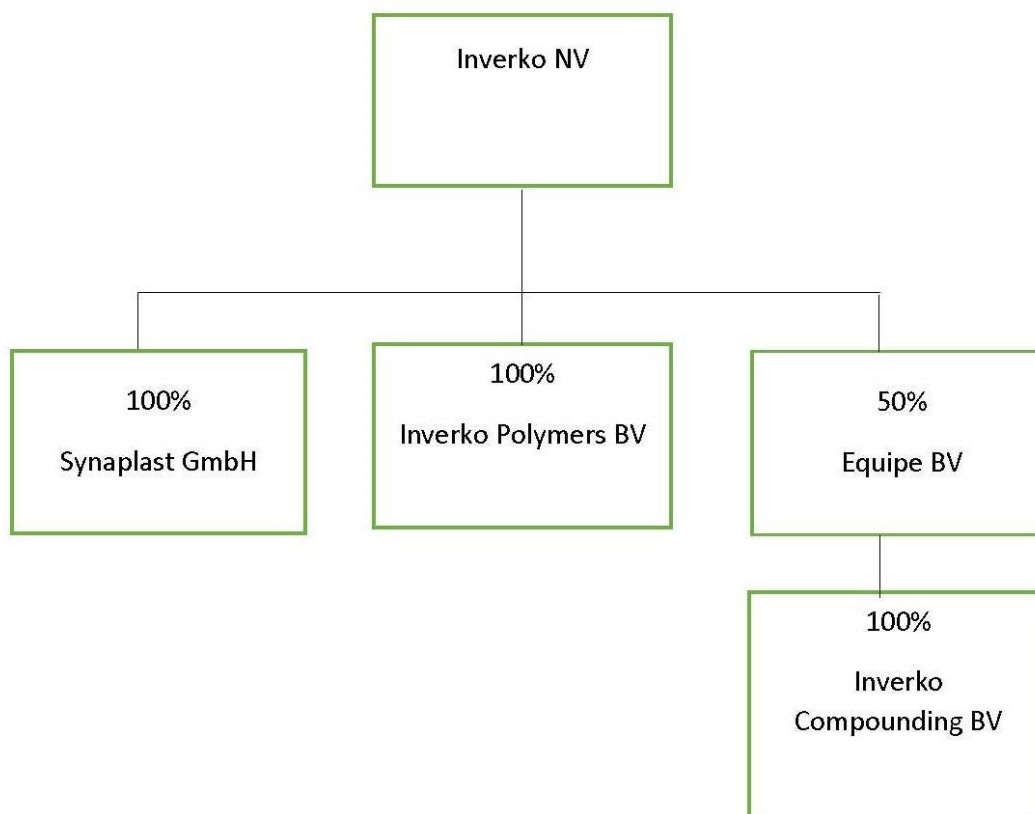 Inverko NV
100%
Synaplast GmbH
100%
Inverko Polymers BV
50%
Equipe BV
100%
Inverko
Compounding BV